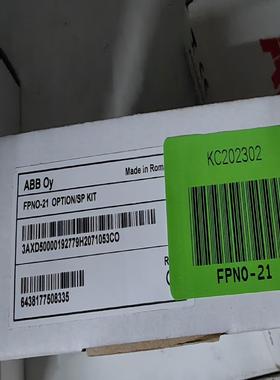 ABB Oy
Made in Rom
FPNO-21 OPTION/SP KIT
3AXD50000192779H2071053CO
R
6438177508335
KC202302
FPNO-21